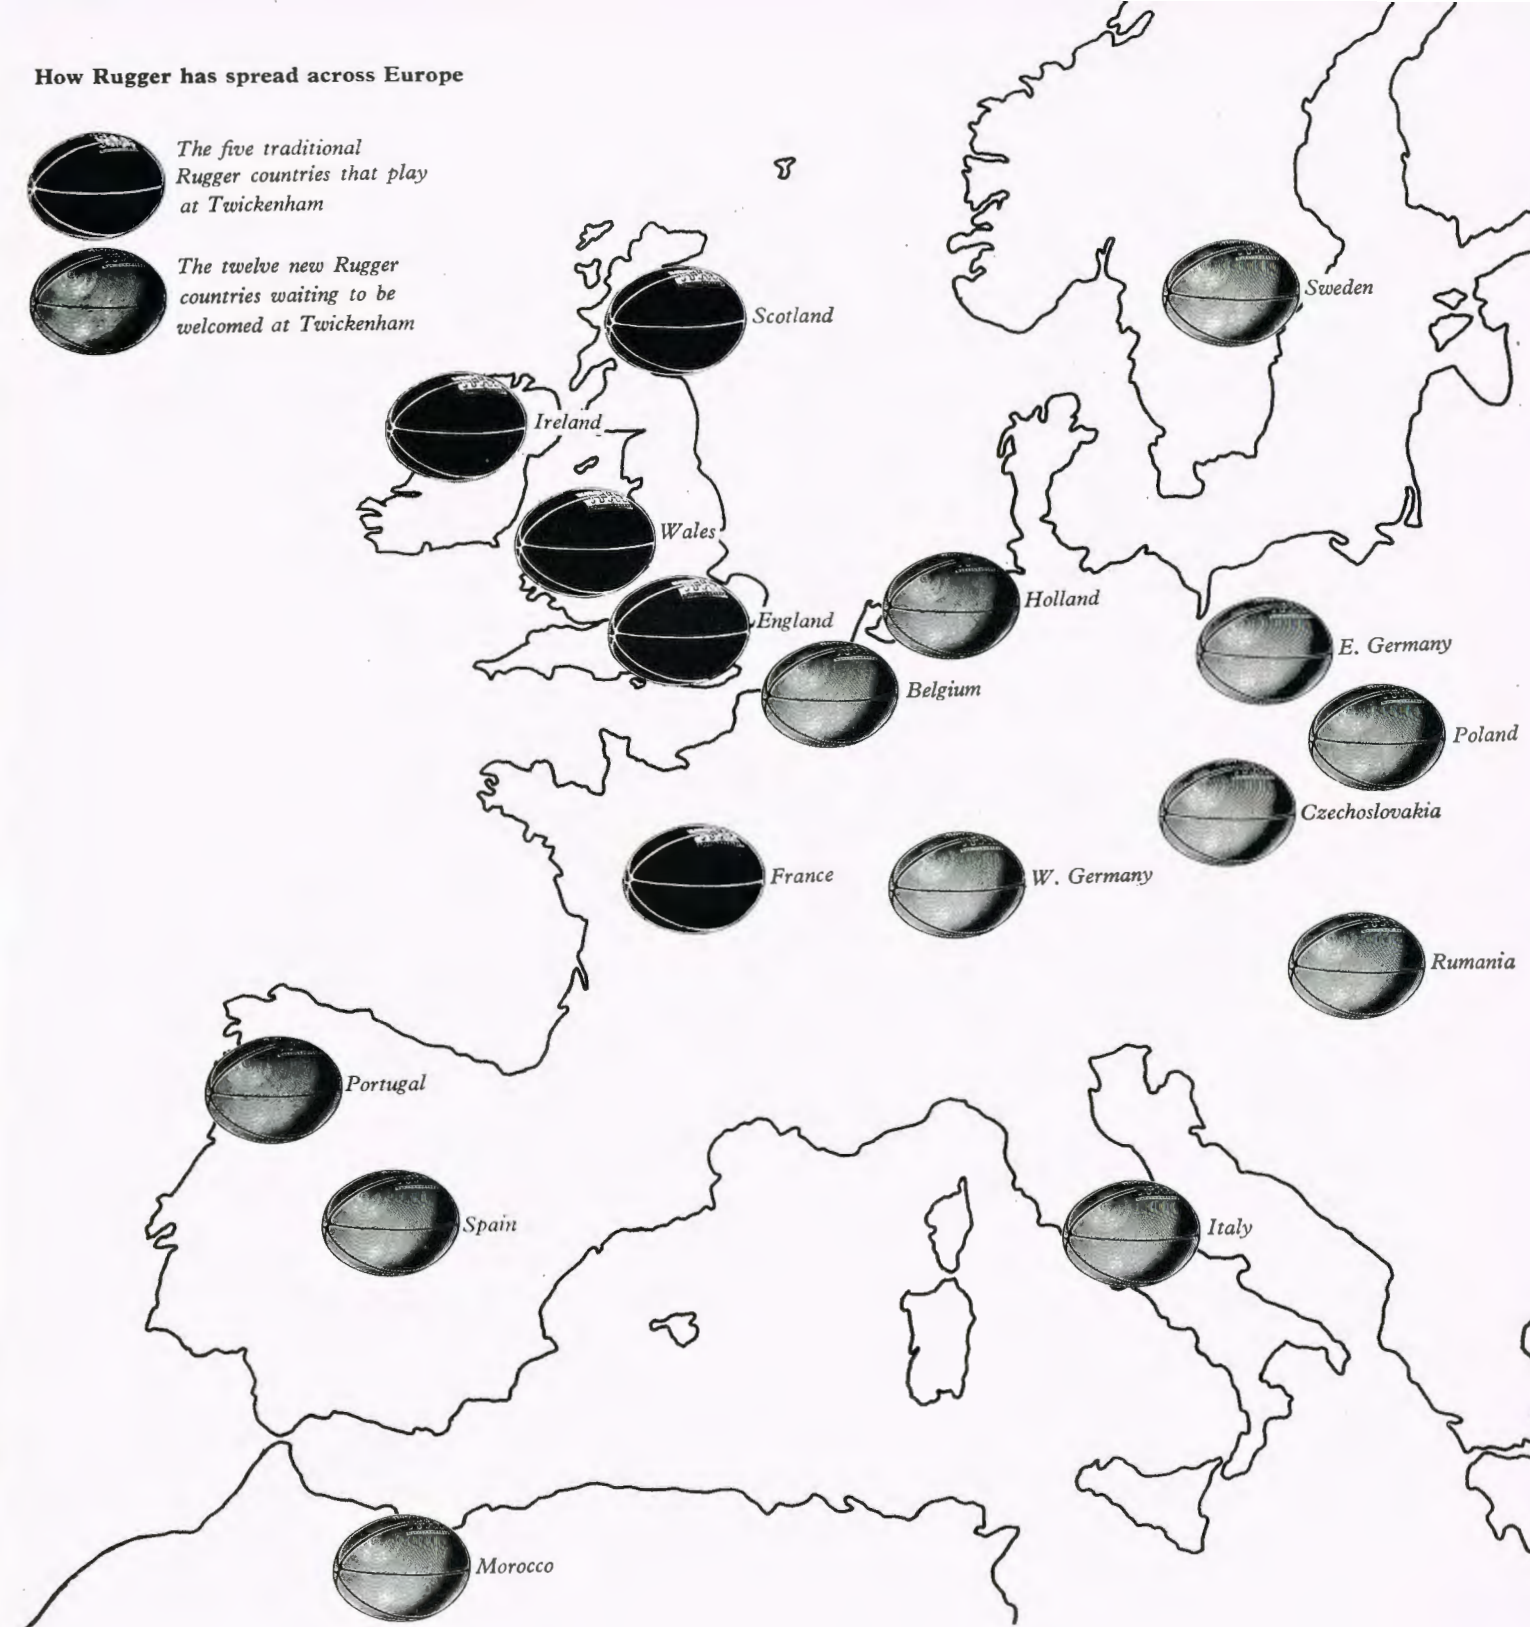 How Rugger has spread across Europe
The five traditional
Rugger countries that play
at Twickenham
The twelve new Rugger
countries waiting to be
welcomed at Twickenham
Sweden
Scotland
Ireland
Wales
Holland
England
E. Germany
Belgium
Poland
Czechoslovakia
France
W. Germany
Rumania
Portugal
Spain
Italy
Morocco